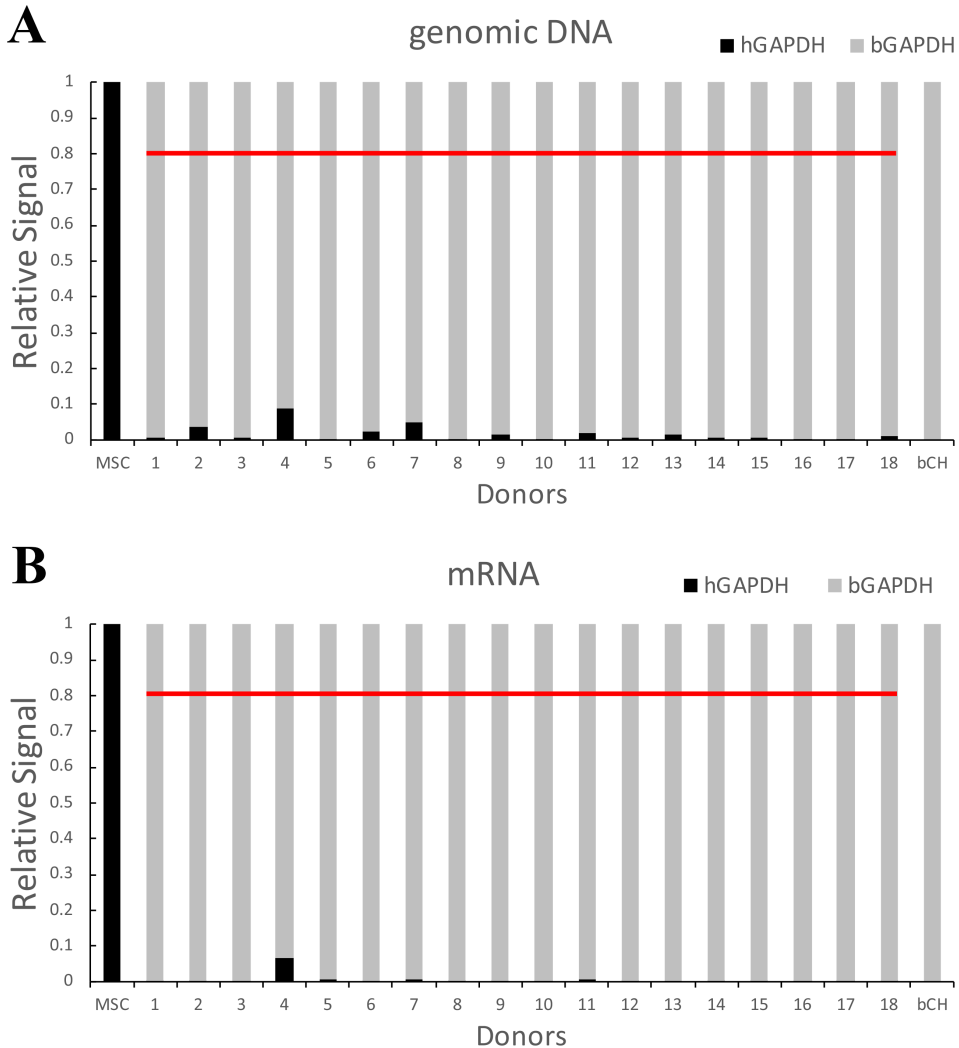 A
genomic DNA
hGAPDH bGAPDH
Relative Signal
1
0.9
0.8
0.7
0.6
0.5
0.4
0.3
0.2
0.1
0
MSC 1 2 3 4 5 6 7 8 9 10 11 12 13 14 15 16 17 18 bCH
Donors
B
mRNA
hGAPDH bGAPDH
Relative Signal
1
0.9
0.8
0.7
0.6
0.5
0.4
0.3
0.2
0.1
0
MSC 1 2 3 4 5 6 7 8 9 10 11 12 13 14 15 16 17 18 bCH
Donors